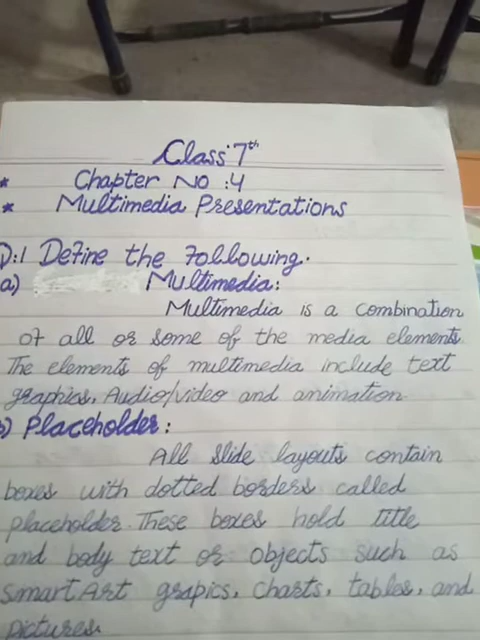 Class 7th
* Chapter No :4
* Multimedia Presentations
Q:1 Define the Following.
a) Multimedia:
Multimedia is a combination
of all or some of the media elements.
The elements of multimedia include text
graphics, Audio/video and animation.
b) Placeholder:
All slide layouts contain
boxes with dotted borders called
placeholder. These boxes hold title
and body text or objects such as
smartArt grapics, charts, tables, and
pictures.